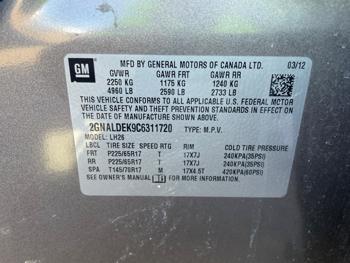 GM
MFD BY GENERAL MOTORS OF CANADA LTD. 03/12
GVWR GAWR FRT GAWR RR
2250 KG 1175 KG 1240 KG
4960 LB 2590 LB 2733 LB
THIS VEHICLE CONFORMS TO ALL APPLICABLE U.S. FEDERAL MOTOR
VEHICLE SAFETY AND THEFT PREVENTION STANDARDS IN EFFECT ON
THE DATE OF MANUFACTURE SHOWN ABOVE.
2GNALDEK9C6311720 TYPE: M.P.V.
MODEL: LH26
LBCL TIRE SIZE SPEED RTG RIM COLD TIRE PRESSURE
FRT P225/65R17 T 17X7J 240KPA(35PSI)
RR P225/65R17 T 17X7J 240KPA(35PSI)
SPA T145/70R17 M 17X4.5T 420KPA(60PSI)
SEE OWNER'S MANUAL FOR ADDITIONAL INFORMATION.